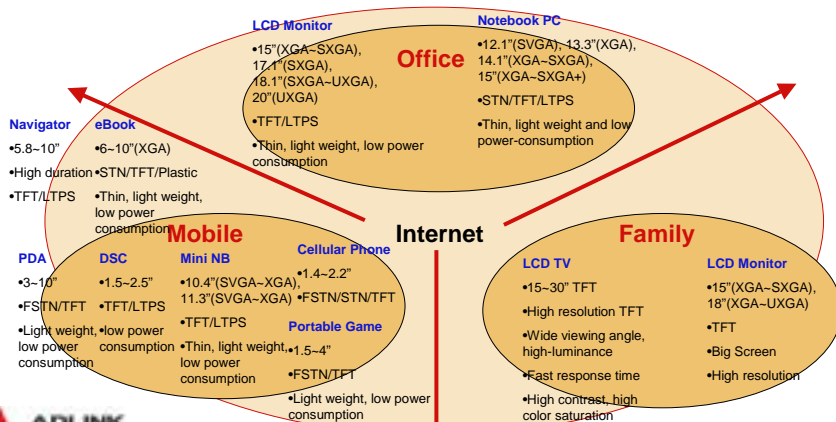 LCD Monitor
•15”(XGA~SXGA),
17.1”(SXGA),
18.1”(SXGA~UXGA),
20”(UXGA)
•TFT/LTPS
•Thin, light weight, low power
consumption
Office
Notebook PC
•12.1”(SVGA), 13.3”(XGA),
14.1”(XGA~SXGA),
15”(XGA~SXGA+)
•STN/TFT/LTPS
•Thin, light weight and low
power-consumption
Navigator
•5.8~10”
•High duration
•TFT/LTPS
eBook
•6~10”(XGA)
•STN/TFT/Plastic
•Thin, light weight,
low power
consumption
Mobile
Internet
Family
PDA
•3~10”
•FSTN/TFT
•Light weight,
low power
consumption
DSC
•1.5~2.5”
•TFT/LTPS
•low power
consumption
Mini NB
•10.4”(SVGA~XGA),
11.3”(SVGA~XGA)
•TFT/LTPS
•Thin, light weight,
low power
consumption
Cellular Phone
•1.4~2.2”
•FSTN/STN/TFT
Portable Game
•1.5~4”
•FSTN/TFT
•Light weight, low power
consumption
LCD TV
•15~30” TFT
•High resolution TFT
•Wide viewing angle,
high-luminance
•Fast response time
•High contrast, high
color saturation
LCD Monitor
•15”(XGA~SXGA),
18”(XGA~UXGA)
•TFT
•Big Screen
•High resolution
ADLINK